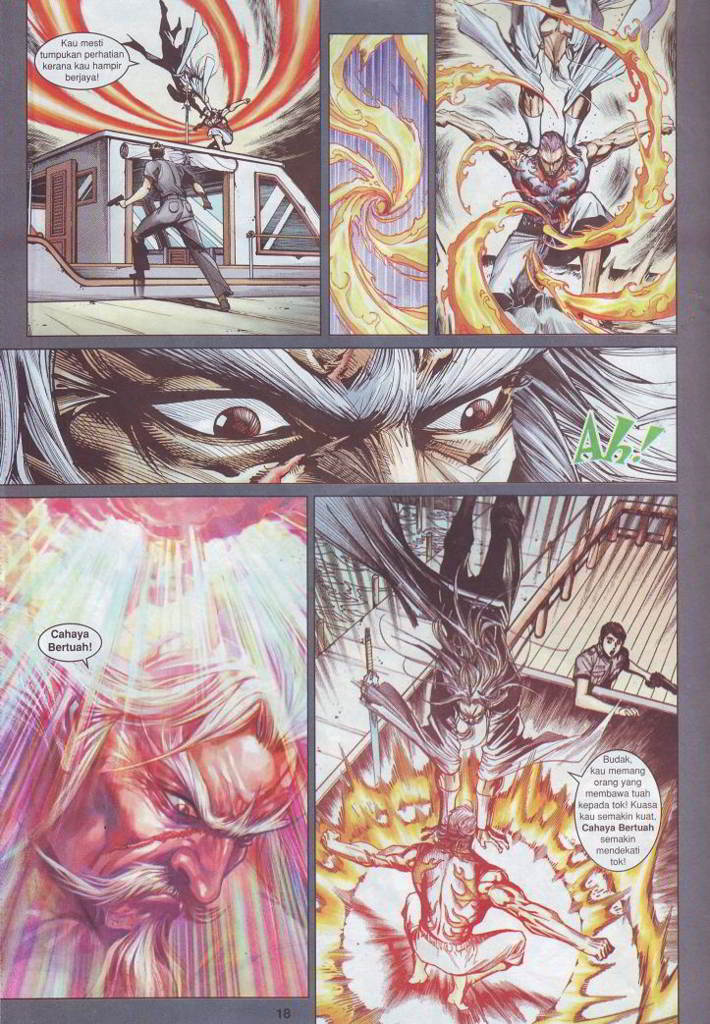 Kau mesti
tumpukan perhatian
kerana kau hampir
berjaya!
Ah!
Cahaya
Bertuah!
Budak,
kau memang
orang yang
membawa tuah
kepada tok! Kuasa
kau semakin kuat,
Cahaya Bertuah
semakin
mendekati
tok!
18